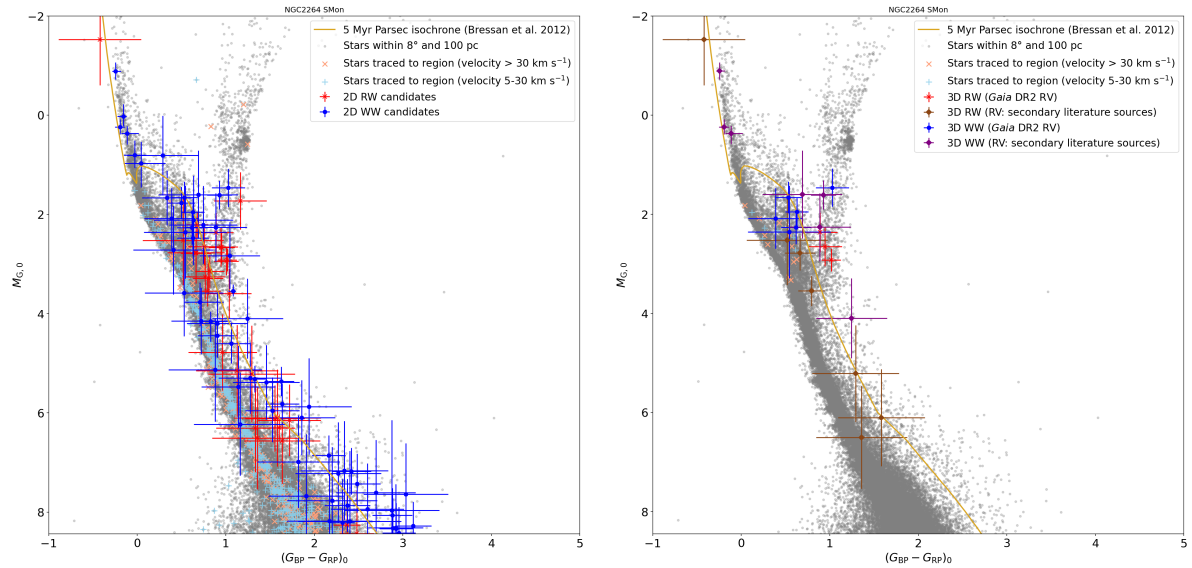 NGC2264 SMon
5 Myr Parsec isochrone (Bressan et al. 2012)
Stars within 8° and 100 pc
Stars traced to region (velocity > 30 km s⁻¹)
Stars traced to region (velocity 5-30 km s⁻¹)
2D RW candidates
2D WW candidates
−2
0
2
4
6
8
M_G, 0
−1
0
1
2
3
4
5
(G_BP − G_RP)_0
NGC2264 SMon
5 Myr Parsec isochrone (Bressan et al. 2012)
Stars within 8° and 100 pc
Stars traced to region (velocity > 30 km s⁻¹)
Stars traced to region (velocity 5-30 km s⁻¹)
3D RW (Gaia DR2 RV)
3D RW (RV: secondary literature sources)
3D WW (Gaia DR2 RV)
3D WW (RV: secondary literature sources)
−2
0
2
4
6
8
M_G, 0
−1
0
1
2
3
4
5
(G_BP − G_RP)_0